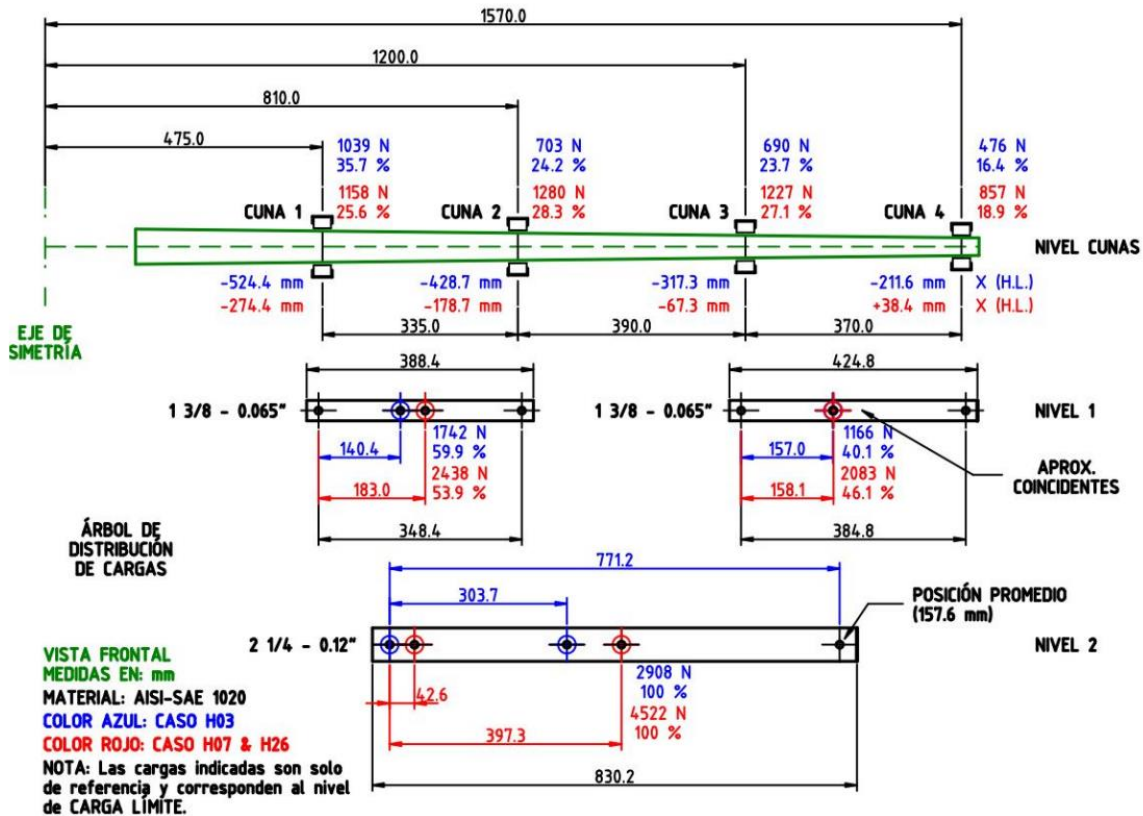 1570.0
1200.0
810.0
475.0
1039 N
35.7 %
1158 N
25.6 %
703 N
24.2 %
1280 N
28.3 %
690 N
23.7 %
1227 N
27.1 %
476 N
16.4 %
857 N
18.9 %
CUNA 1
CUNA 2
CUNA 3
CUNA 4
NIVEL CUNAS
-524.4 mm
-428.7 mm
-317.3 mm
-211.6 mm
X (H.L.)
-274.4 mm
-178.7 mm
-67.3 mm
+38.4 mm
X (H.L.)
EJE DE
SIMETRÍA
335.0
390.0
370.0
388.4
424.8
1 3/8 - 0.065"
1 3/8 - 0.065"
NIVEL 1
1742 N
59.9 %
2438 N
53.9 %
140.4
183.0
348.4
1166 N
40.1 %
2083 N
46.1 %
157.0
158.1
384.8
APROX.
COINCIDENTES
ÁRBOL DE
DISTRIBUCIÓN
DE CARGAS
771.2
303.7
POSICIÓN PROMEDIO
(157.6 mm)
2 1/4 - 0.12"
NIVEL 2
2908 N
100 %
4522 N
100 %
42.6
397.3
830.2
VISTA FRONTAL
MEDIDAS EN: mm
MATERIAL: AISI-SAE 1020
COLOR AZUL: CASO H03
COLOR ROJO: CASO H07 & H26
NOTA: Las cargas indicadas son solo
de referencia y corresponden al nivel
de CARGA LÍMITE.